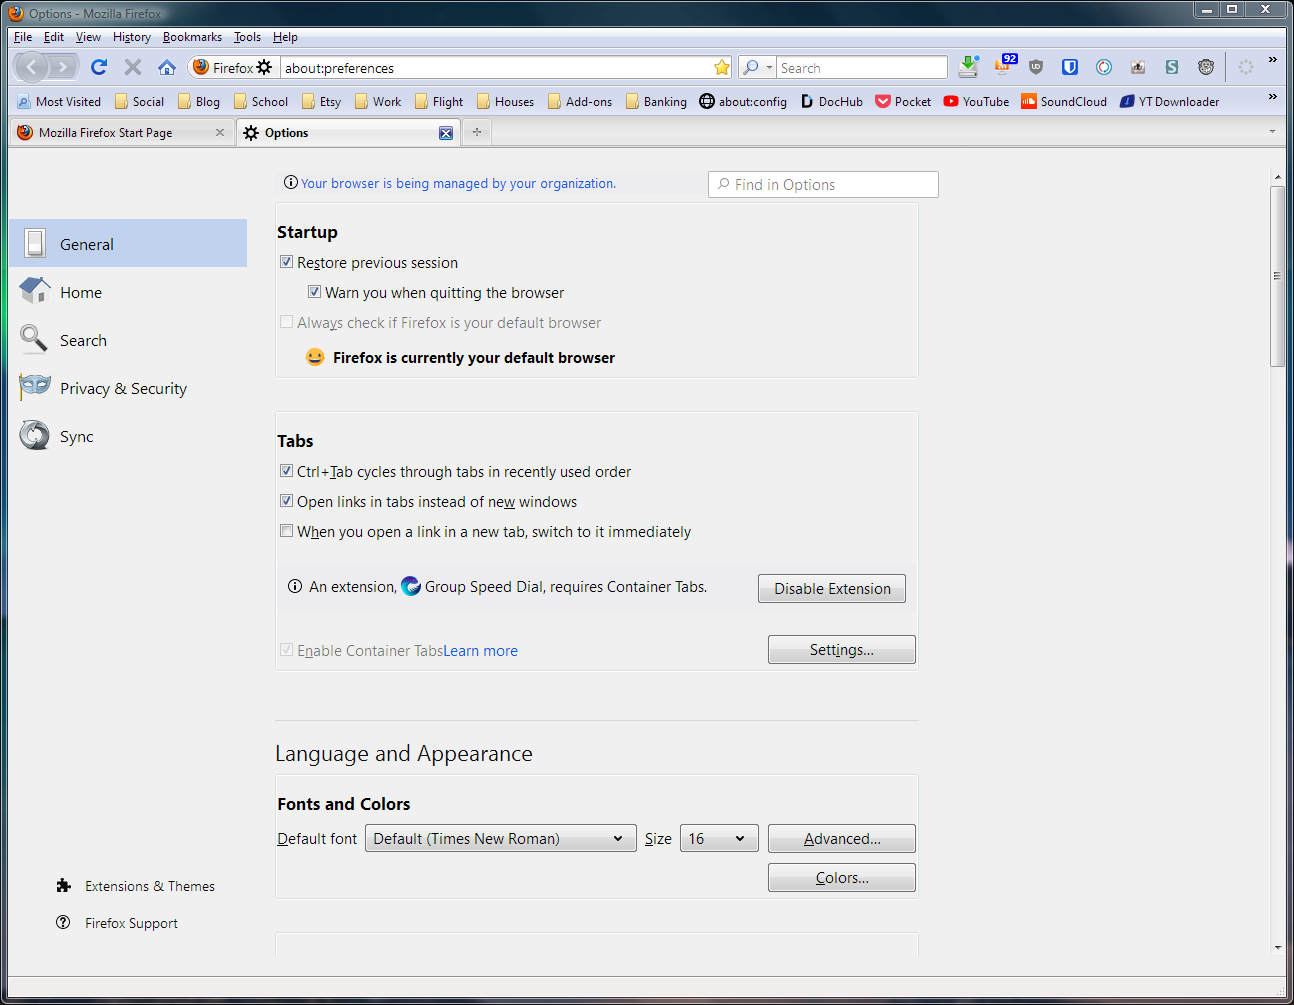 Options - Mozilla Firefox
File Edit View History Bookmarks Tools Help
Firefox about:preferences Search 92 »
Most Visited Social Blog School Etsy Work Flight Houses Add-ons Banking about:config DocHub Pocket YouTube SoundCloud YT Downloader »
Mozilla Firefox Start Page Options
Your browser is being managed by your organization. Find in Options
General
Home
Search
Privacy & Security
Sync
Startup
Restore previous session
Warn you when quitting the browser
Always check if Firefox is your default browser
Firefox is currently your default browser
Tabs
Ctrl+Tab cycles through tabs in recently used order
Open links in tabs instead of new windows
When you open a link in a new tab, switch to it immediately
An extension, Group Speed Dial, requires Container Tabs. Disable Extension
Enable Container TabsLearn more Settings...
Language and Appearance
Fonts and Colors
Default font Default (Times New Roman) Size 16 Advanced...
Colors...
Extensions & Themes
Firefox Support